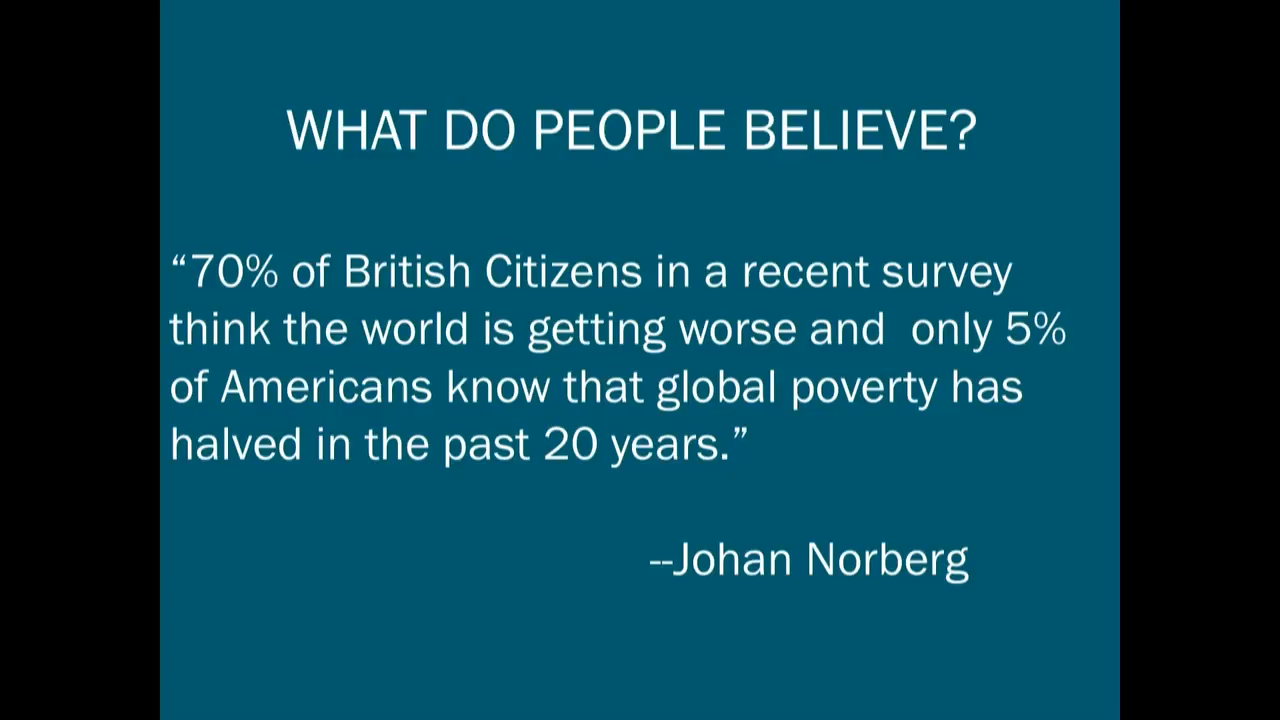 WHAT DO PEOPLE BELIEVE?
“70% of British Citizens in a recent survey
think the world is getting worse and  only 5%
of Americans know that global poverty has
halved in the past 20 years.”
--Johan Norberg